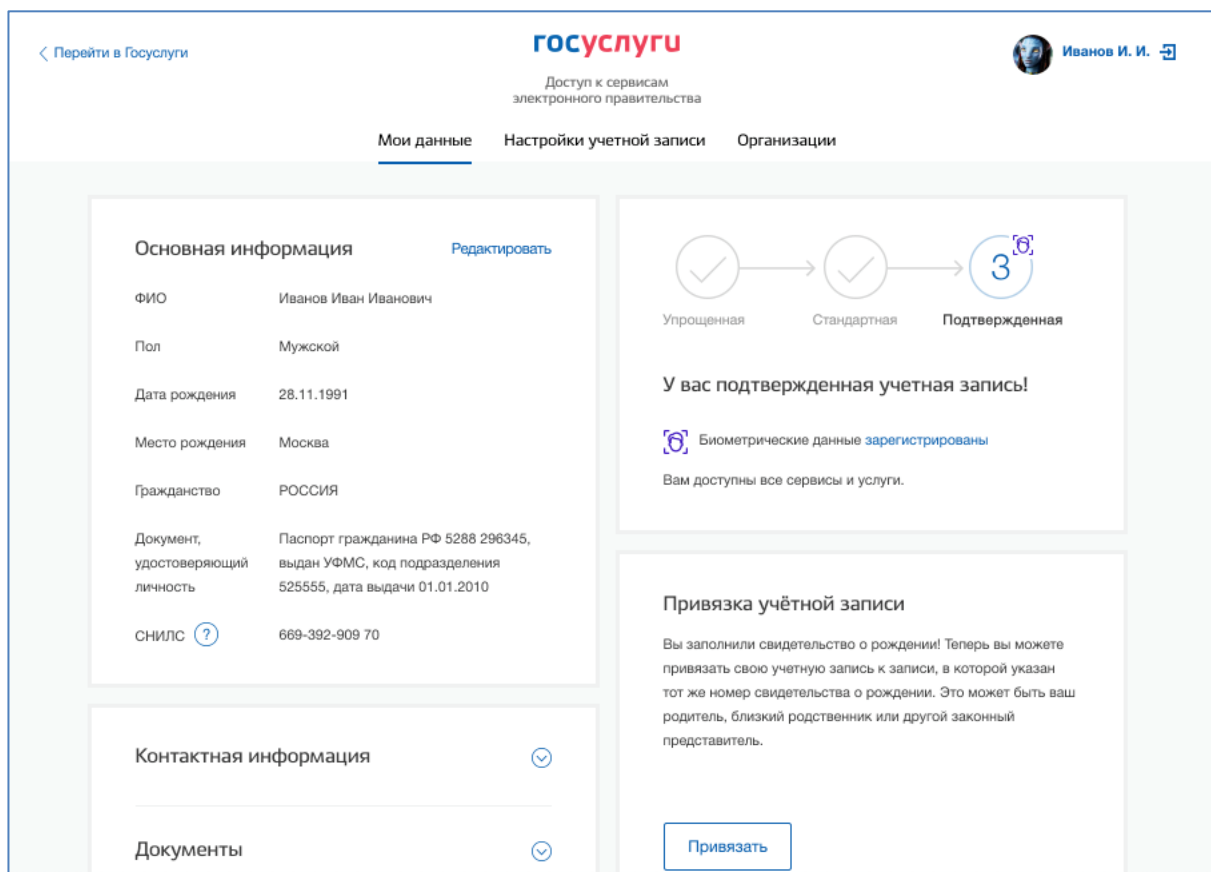 Перейти в Госуслуги
госуслуги
Иванов И. И.
Доступ к сервисам
электронного правительства
Мои данные
Настройки учетной записи
Организации
Основная информация
Редактировать
ФИО
Иванов Иван Иванович
Пол
Мужской
Дата рождения
28.11.1991
Место рождения
Москва
Гражданство
РОССИЯ
Документ,
удостоверяющий
личность
Паспорт гражданина РФ 5288 296345,
выдан УФМС, код подразделения
525555, дата выдачи 01.01.2010
СНИЛС ?
669-392-909 70
Контактная информация
Документы
3
Упрощенная
Стандартная
Подтвержденная
У вас подтвержденная учетная запись!
Биометрические данные зарегистрированы
Вам доступны все сервисы и услуги.
Привязка учётной записи
Вы заполнили свидетельство о рождении! Теперь вы можете
привязать свою учетную запись к записи, в которой указан
тот же номер свидетельства о рождении. Это может быть ваш
родитель, близкий родственник или другой законный
представитель.
Привязать